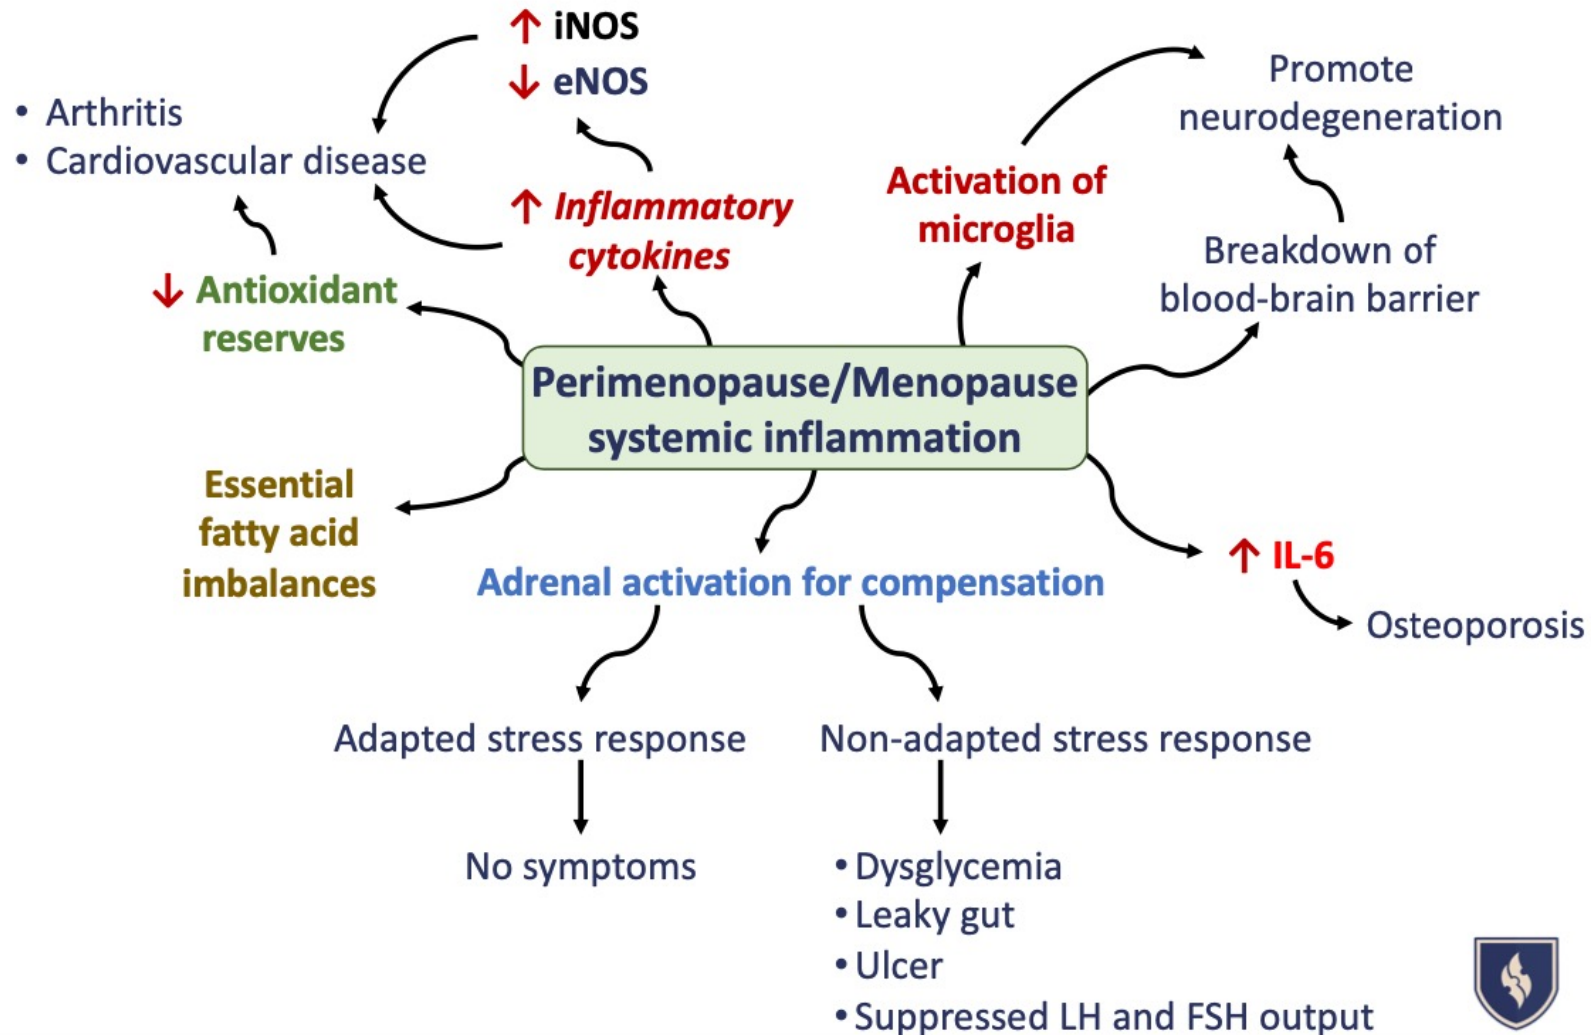 ↑ iNOS
↓ eNOS
• Arthritis
• Cardiovascular disease
↑ Inflammatory
cytokines
↓ Antioxidant
reserves
Activation of
microglia
Promote
neurodegeneration
Breakdown of
blood-brain barrier
Perimenopause/Menopause
systemic inflammation
Essential
fatty acid
imbalances
Adrenal activation for compensation
↑ IL-6
Osteoporosis
Adapted stress response
No symptoms
Non-adapted stress response
• Dysglycemia
• Leaky gut
• Ulcer
• Suppressed LH and FSH output